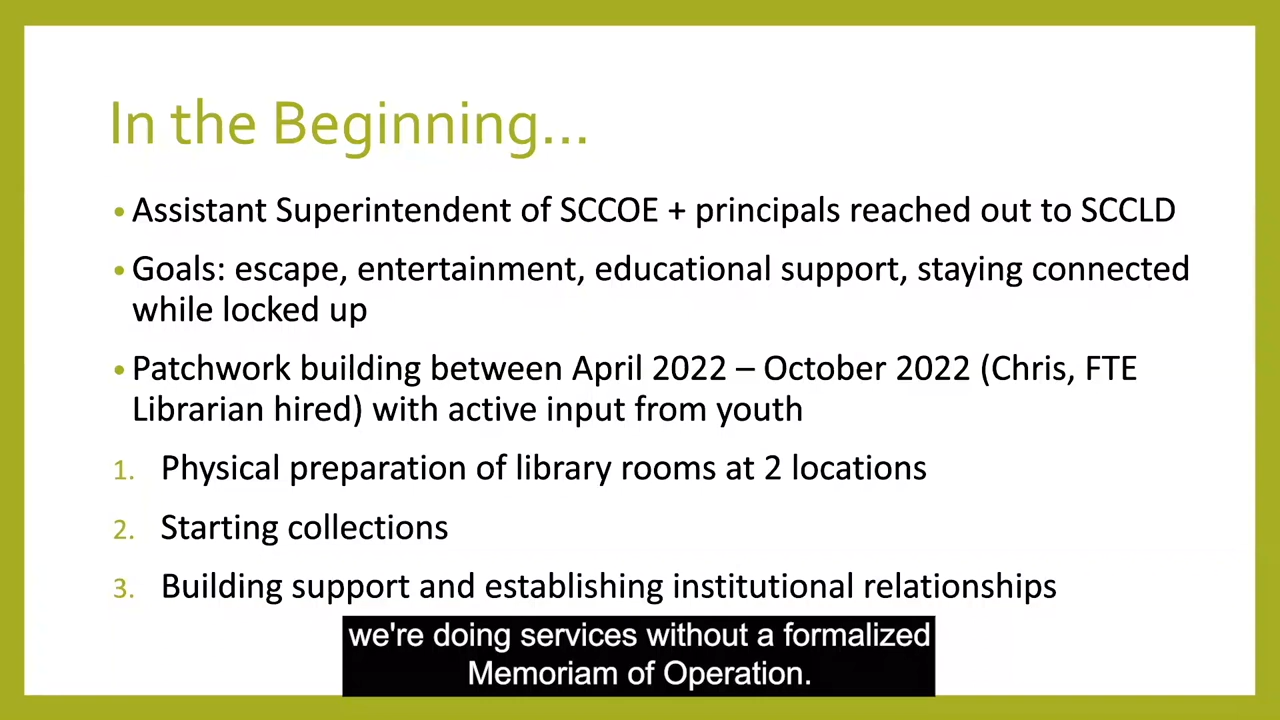 In the Beginning...
• Assistant Superintendent of SCCOE + principals reached out to SCCLD
• Goals: escape, entertainment, educational support, staying connected
while locked up
• Patchwork building between April 2022 – October 2022 (Chris, FTE
Librarian hired) with active input from youth
1. Physical preparation of library rooms at 2 locations
2. Starting collections
3. Building support and establishing institutional relationships
we're doing services without a formalized
Memoriam of Operation.